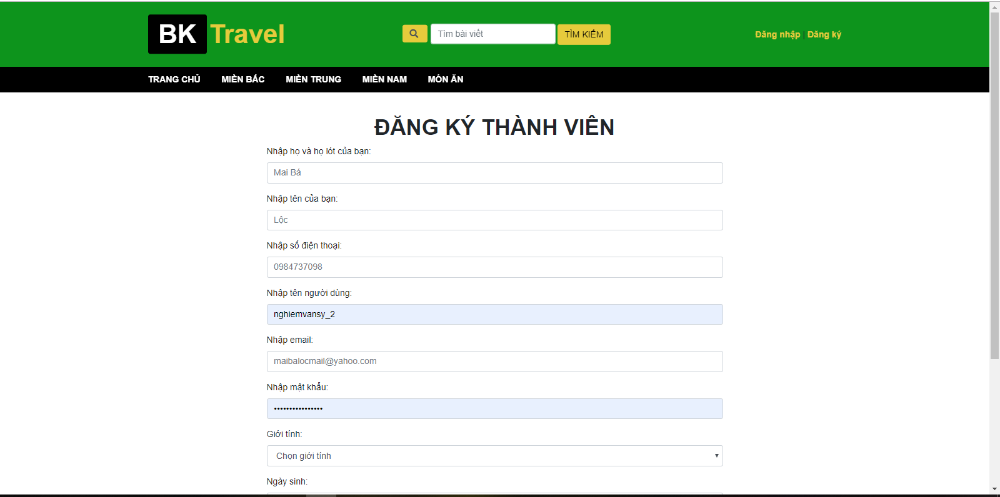 BK Travel
Tìm bài viết TÌM KIẾM
Đăng nhập | Đăng ký
TRANG CHỦ MIỀN BẮC MIỀN TRUNG MIỀN NAM MÓN ĂN
ĐĂNG KÝ THÀNH VIÊN
Nhập họ và họ lót của bạn:
Mai Bá
Nhập tên của bạn:
Lộc
Nhập số điện thoại:
0984737098
Nhập tên người dùng:
nghiemvansy_2
Nhập email:
maibalocmail@yahoo.com
Nhập mật khẩu:
••••••••••••••••
Giới tính:
Chọn giới tính
Ngày sinh: